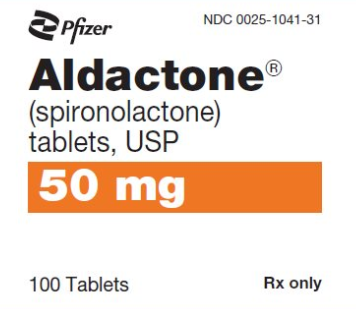 Pfizer
NDC 0025-1041-31
Aldactone®
(spironolactone)
tablets, USP
50 mg
100 Tablets
Rx only